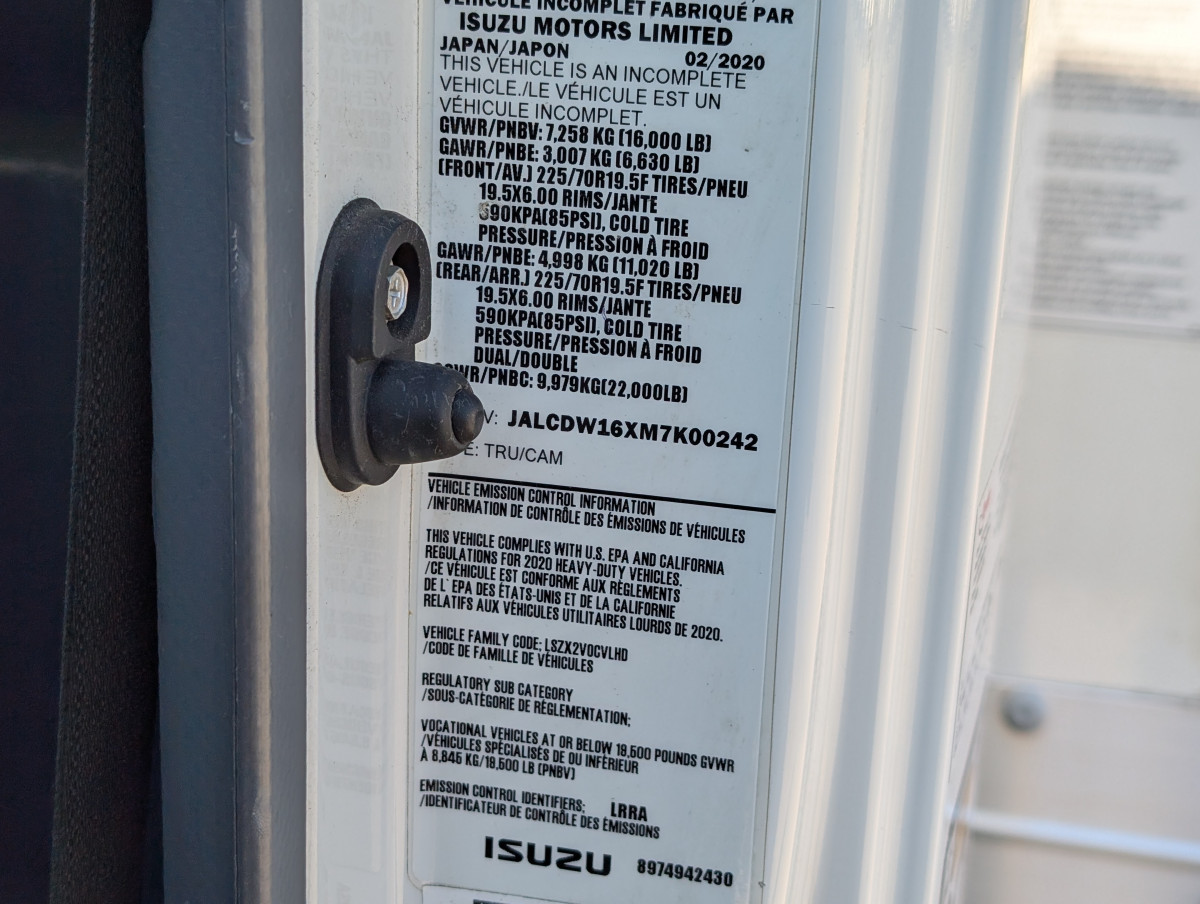 VÉHICULE INCOMPLET FABRIQUÉ PAR
ISUZU MOTORS LIMITED
JAPAN/JAPON 02/2020
THIS VEHICLE IS AN INCOMPLETE
VEHICLE./LE VÉHICULE EST UN
VÉHICULE INCOMPLET.
GVWR/PNBV: 7,258 KG (16,000 LB)
GAWR/PNBE: 3,007 KG (6,630 LB)
(FRONT/AV.) 225/70R19.5F TIRES/PNEU
19.5X6.00 RIMS/JANTE
590KPA(85PSI), COLD TIRE
PRESSURE/PRESSION À FROID
GAWR/PNBE: 4,998 KG (11,020 LB)
(REAR/ARR.) 225/70R19.5F TIRES/PNEU
19.5X6.00 RIMS/JANTE
590KPA(85PSI), COLD TIRE
PRESSURE/PRESSION À FROID
DUAL/DOUBLE
WR/PNBC: 9,979KG(22,000LB)
V: JALCDW16XM7K00242
E: TRU/CAM
VEHICLE EMISSION CONTROL INFORMATION
/INFORMATION DE CONTRÔLE DES ÉMISSIONS DE VÉHICULES
THIS VEHICLE COMPLIES WITH U.S. EPA AND CALIFORNIA
REGULATIONS FOR 2020 HEAVY-DUTY VEHICLES.
/CE VÉHICULE EST CONFORME AUX RÈGLEMENTS
DE L' EPA DES ÉTATS-UNIS ET DE LA CALIFORNIE
RELATIFS AUX VÉHICULES UTILITAIRES LOURDS DE 2020.
VEHICLE FAMILY CODE: LSZX2VOCVLHD
/CODE DE FAMILLE DE VÉHICULES
REGULATORY SUB CATEGORY
/SOUS-CATÉGORIE DE RÈGLEMENTATION:
VOCATIONAL VEHICLES AT OR BELOW 19,500 POUNDS GVWR
/VÉHICULES SPÉCIALISÉS DE OU INFÉRIEUR
À 8,845 KG/19,500 LB (PNBV)
EMISSION CONTROL IDENTIFIERS: LRRA
/IDENTIFICATEUR DE CONTRÔLE DES ÉMISSIONS
ISUZU 8974942430